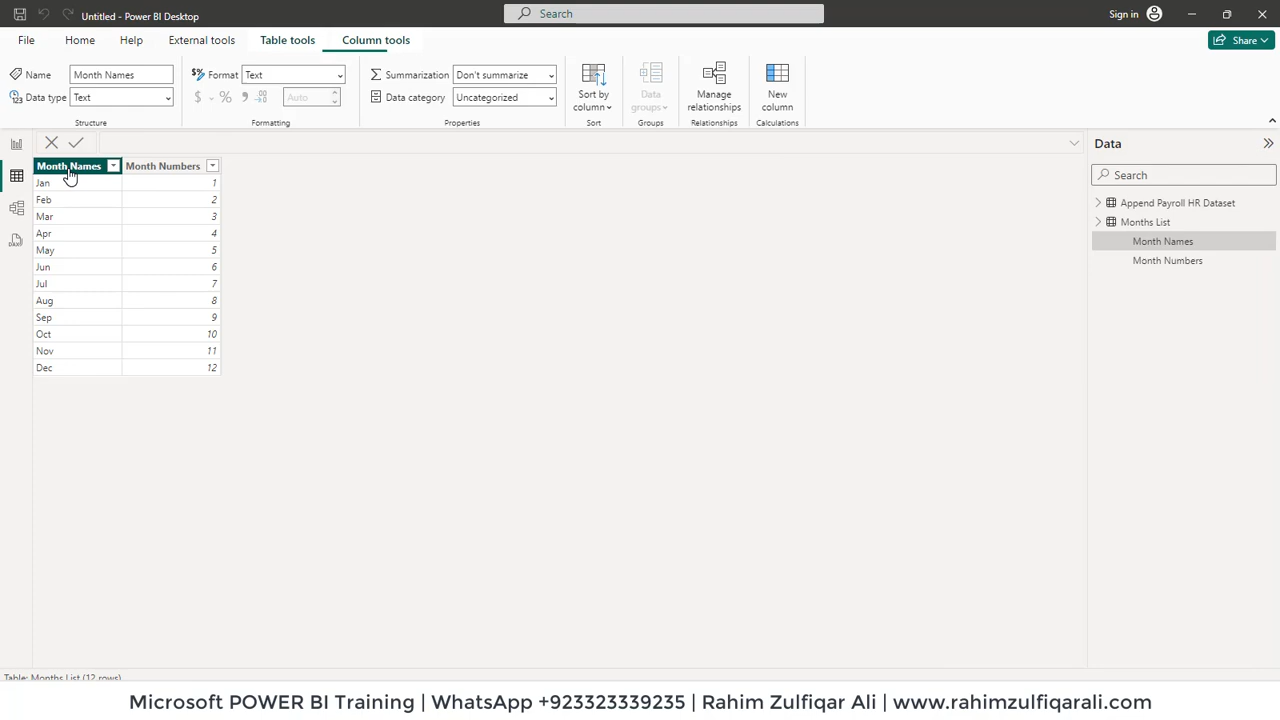 Untitled - Power BI Desktop
Search
Sign in
File
Home
Help
External tools
Table tools
Column tools
Share
Name
Month Names
Data type
Text
Structure
Format
Text
$
%
Auto
Formatting
Summarization
Don't summarize
Data category
Uncategorized
Properties
Sort by
column
Sort
Data
groups
Groups
Manage
relationships
Relationships
New
column
Calculations
Month Names Month Numbers
Jan 1
Feb 2
Mar 3
Apr 4
May 5
Jun 6
Jul 7
Aug 8
Sep 9
Oct 10
Nov 11
Dec 12
Data
Search
Append Payroll HR Dataset
Months List
Month Names
Month Numbers
Table: Months List (12 rows)
Microsoft POWER BI Training | WhatsApp +923323339235 | Rahim Zulfiqar Ali | www.rahimzulfiqarali.com